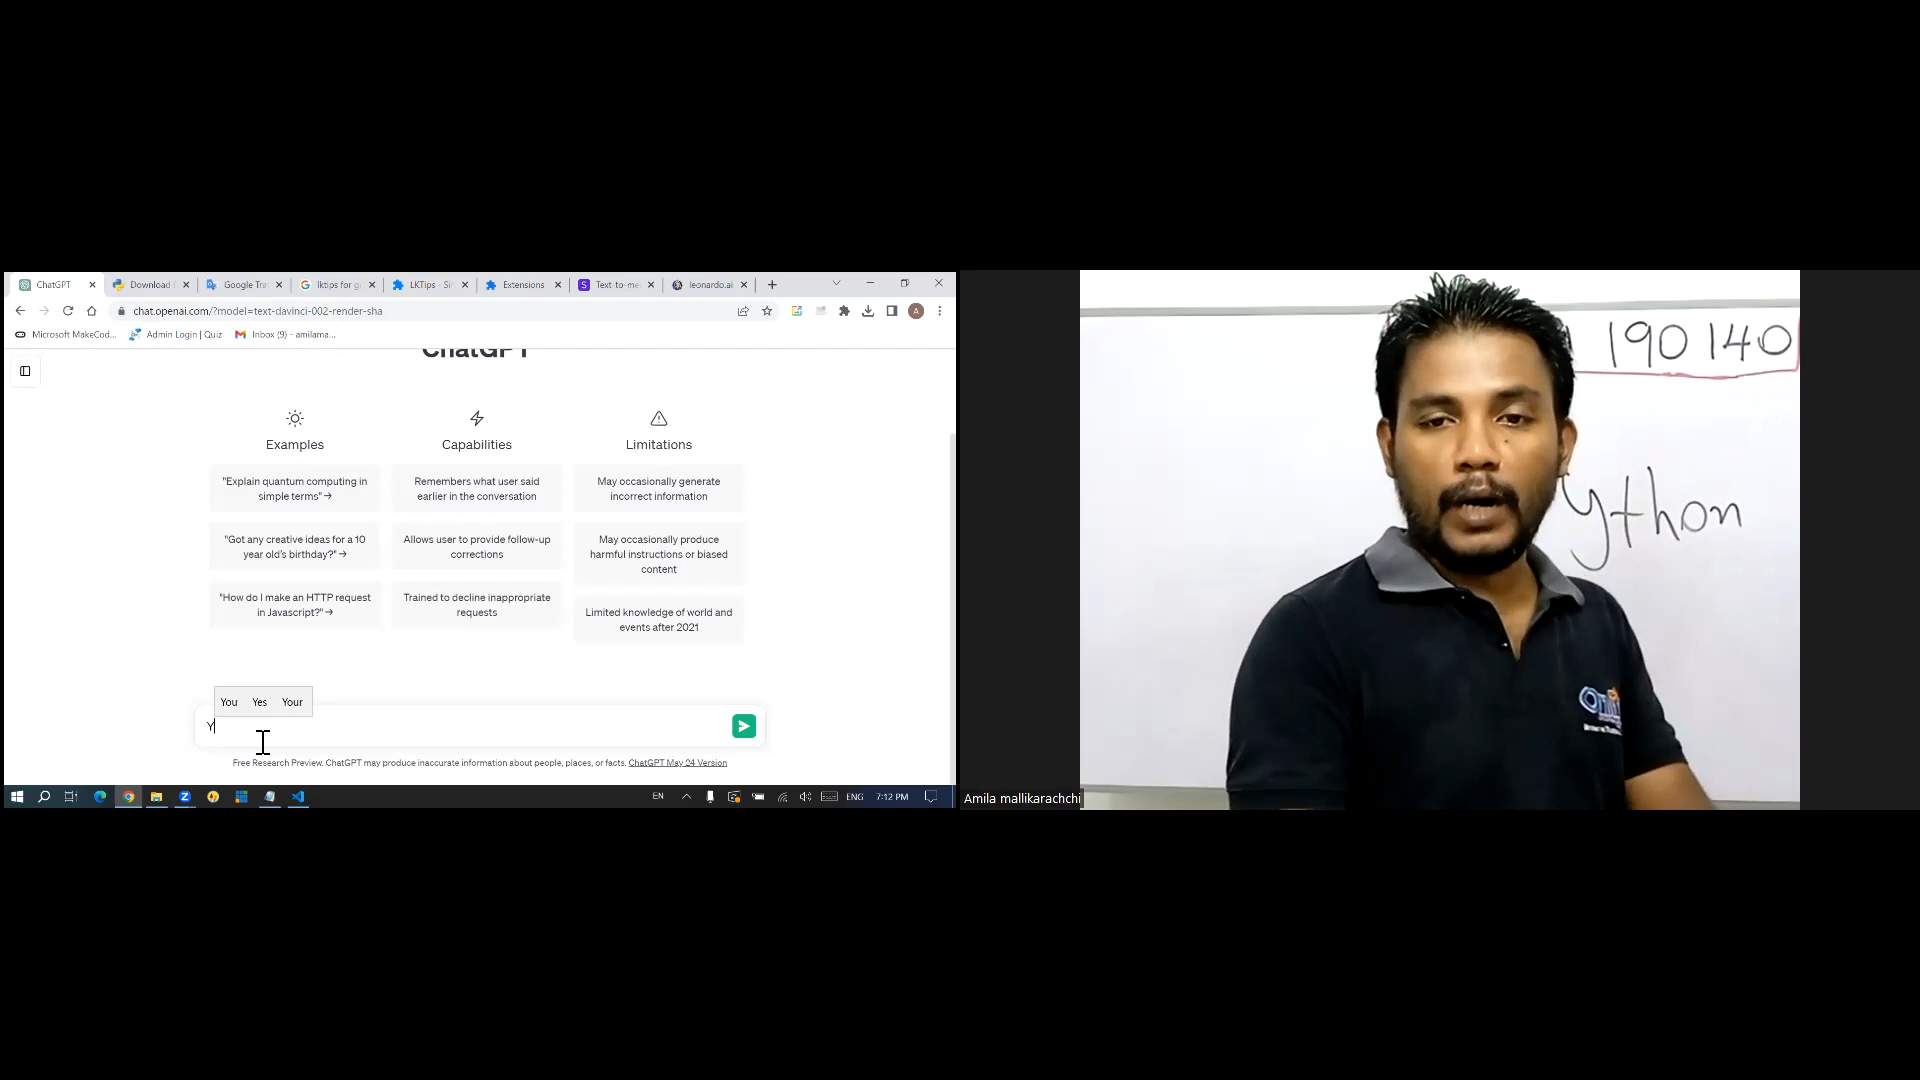 ChatGPT
Download
Google Tra
lktips for g
LKTips - Si
Extensions
Text-to-me
leonardo.ai
chat.openai.com/?model=text-davinci-002-render-sha
A
Microsoft MakeCod...
Admin Login | Quiz
Inbox (9) - amilama...
ChatGPT
Examples
"Explain quantum computing in
simple terms" →
"Got any creative ideas for a 10
year old's birthday?" →
"How do I make an HTTP request
in Javascript?" →
Capabilities
Remembers what user said
earlier in the conversation
Allows user to provide follow-up
corrections
Trained to decline inappropriate
requests
Limitations
May occasionally generate
incorrect information
May occasionally produce
harmful instructions or biased
content
Limited knowledge of world and
events after 2021
You Yes Your
Y
Free Research Preview. ChatGPT may produce inaccurate information about people, places, or facts. ChatGPT May 24 Version
EN
ENG
7:12 PM
190 140
ython
Amila mallikarachchi